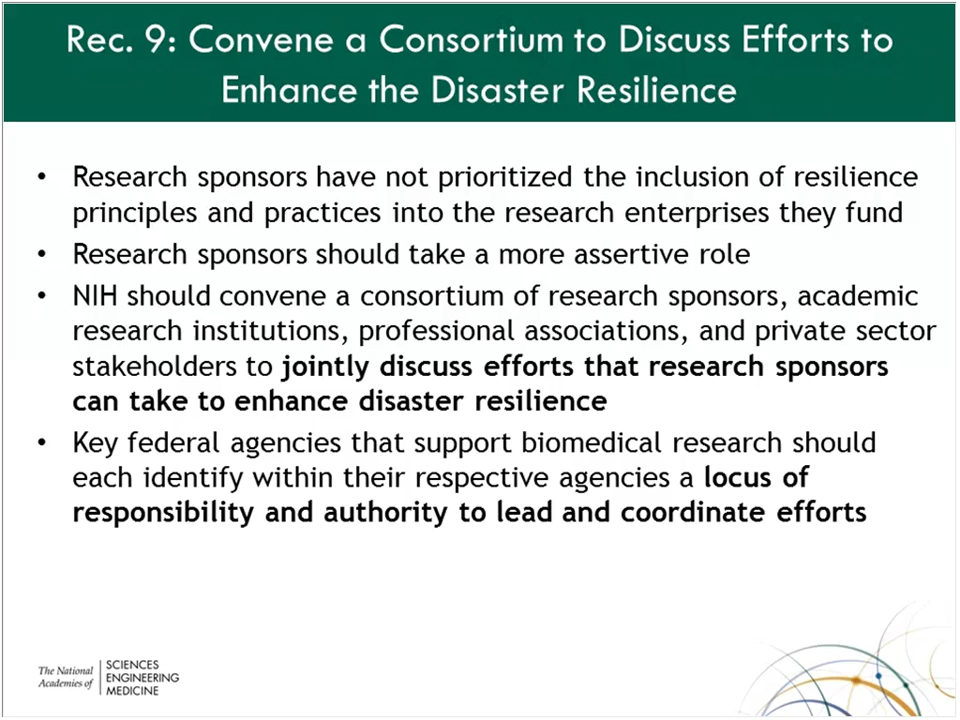 Rec. 9: Convene a Consortium to Discuss Efforts to
Enhance the Disaster Resilience
• Research sponsors have not prioritized the inclusion of resilience
principles and practices into the research enterprises they fund
• Research sponsors should take a more assertive role
• NIH should convene a consortium of research sponsors, academic
research institutions, professional associations, and private sector
stakeholders to jointly discuss efforts that research sponsors
can take to enhance disaster resilience
• Key federal agencies that support biomedical research should
each identify within their respective agencies a locus of
responsibility and authority to lead and coordinate efforts
The National
Academies of
SCIENCES
ENGINEERING
MEDICINE